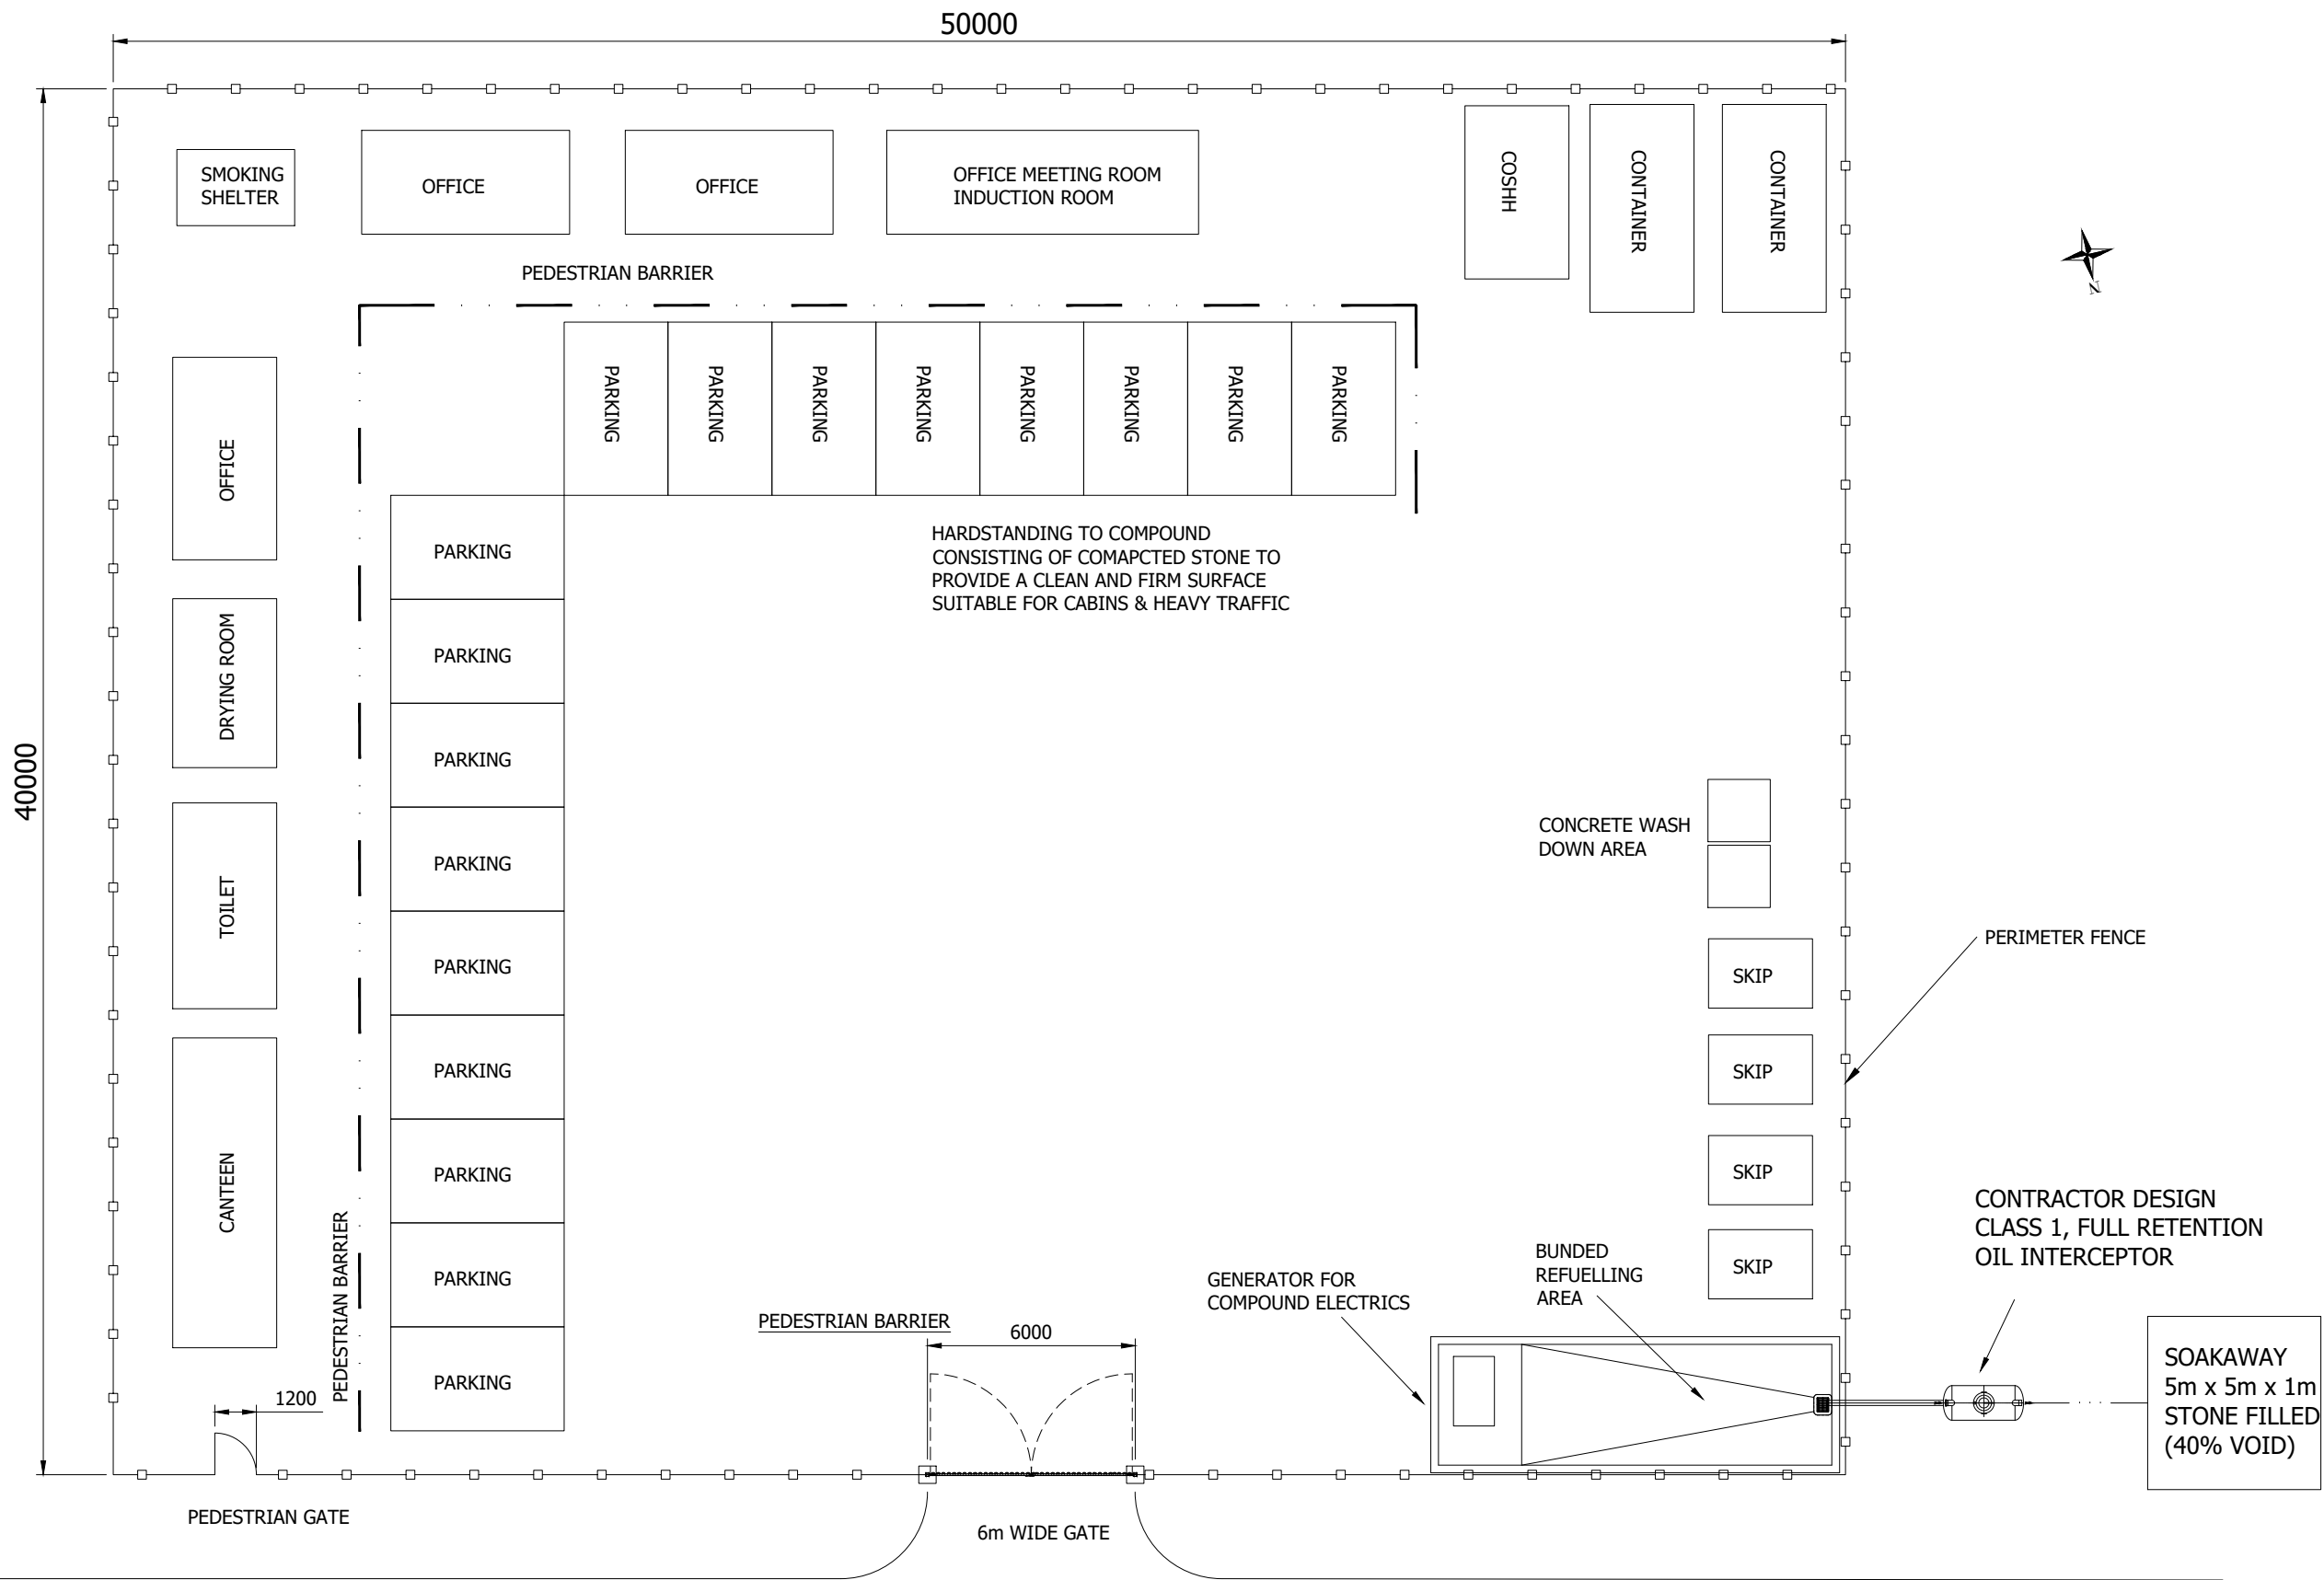 50000
SMOKING
SHELTER
OFFICE
OFFICE
OFFICE MEETING ROOM
INDUCTION ROOM
COSHH
CONTAINER
CONTAINER
N
PEDESTRIAN BARRIER
PARKING
PARKING
PARKING
PARKING
PARKING
PARKING
PARKING
PARKING
OFFICE
HARDSTANDING TO COMPOUND
CONSISTING OF COMAPCTED STONE TO
PROVIDE A CLEAN AND FIRM SURFACE
SUITABLE FOR CABINS & HEAVY TRAFFIC
PARKING
PARKING
PARKING
PARKING
PARKING
PARKING
PARKING
PARKING
PARKING
DRYING ROOM
40000
TOILET
CANTEEN
PEDESTRIAN BARRIER
CONCRETE WASH
DOWN AREA
PERIMETER FENCE
SKIP
SKIP
SKIP
SKIP
CONTRACTOR DESIGN
CLASS 1, FULL RETENTION
OIL INTERCEPTOR
BUNDED
REFUELLING
AREA
GENERATOR FOR
COMPOUND ELECTRICS
PEDESTRIAN BARRIER
6000
1200
SOAKAWAY
5m x 5m x 1m
STONE FILLED
(40% VOID)
PEDESTRIAN GATE
6m WIDE GATE